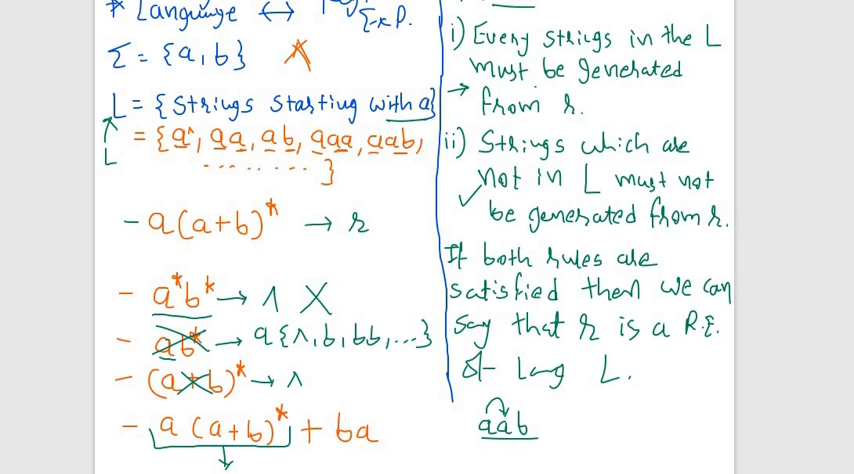 * Language ↔
Exp.
Σ = {a,b}
L = {Strings starting with a}
= {a, aa, ab, aaa, aab,
........ }
L
- a(a+b)* → r
- a*b* → Λ X
- ab* → a{Λ, b, bb, ...}
- (a+b)* → Λ
- a(a+b)* + ba
i) Every strings in the L
must be generated
→ from r.
ii) Strings which are
not in L must not
be generated from r.
If both rules are
satisfied then we can
say that r is a R.E.
of Lang L.
aab